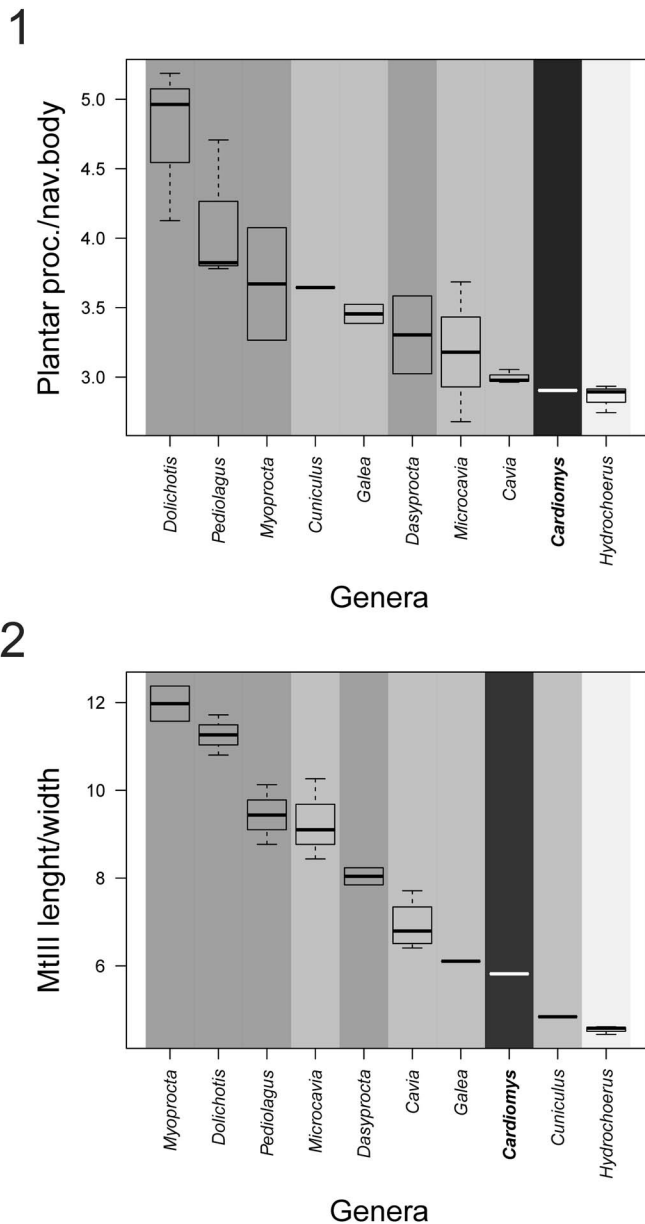 1
Plantar proc./nav.body
5.0
4.5
4.0
3.5
3.0
Dolichotis
Pediolagus
Myoprocta
Cuniculus
Galea
Dasyprocta
Microcavia
Cavia
Cardiomys
Hydrochoerus
Genera
2
MtIII lenght/width
12
10
8
6
Myoprocta
Dolichotis
Pediolagus
Microcavia
Dasyprocta
Cavia
Galea
Cardiomys
Cuniculus
Hydrochoerus
Genera